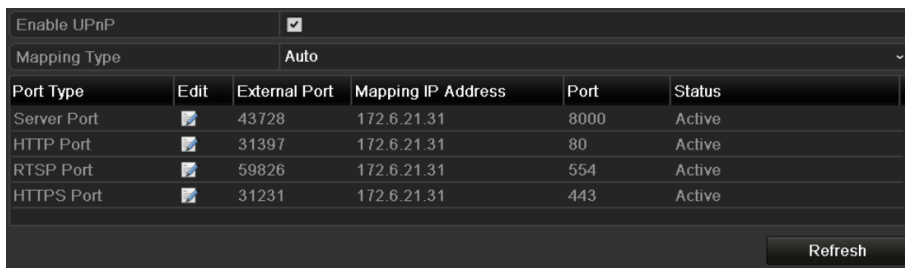 Enable UPnP
Mapping Type Auto
Port Type Edit External Port Mapping IP Address Port Status
Server Port 43728 172.6.21.31 8000 Active
HTTP Port 31397 172.6.21.31 80 Active
RTSP Port 59826 172.6.21.31 554 Active
HTTPS Port 31231 172.6.21.31 443 Active
Refresh